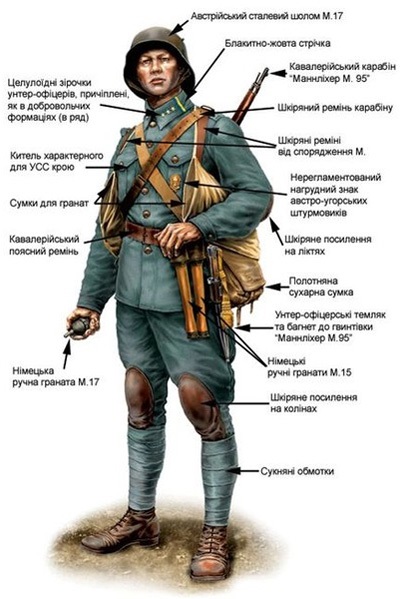 Австрійський сталевий шолом М.17
Блакитно-жовта стрічка
Кавалерійський карабін
"Маннліхер М. 95"
Целулоїдні зірочки
унтер-офіцерів, причіплені,
як в добровольчих
формаціях (в ряд)
Шкіряний ремінь карабіну
Шкіряні ремені
від спорядження М.
Китель характерного
для УСС крою
Нерегламентований
нагрудний знак
австро-угорських
штурмовиків
Сумки для гранат
Кавалерійський
поясний ремінь
Шкіряне посилення
на ліктях
Полотняна
сухарна сумка
Унтер-офіцерські темляк
та багнет до гвинтівки
"Маннліхер М.95"
Німецька
ручна граната М.17
Німецькі
ручні гранати М.15
Шкіряне посилення
на колінах
Сукняні обмотки